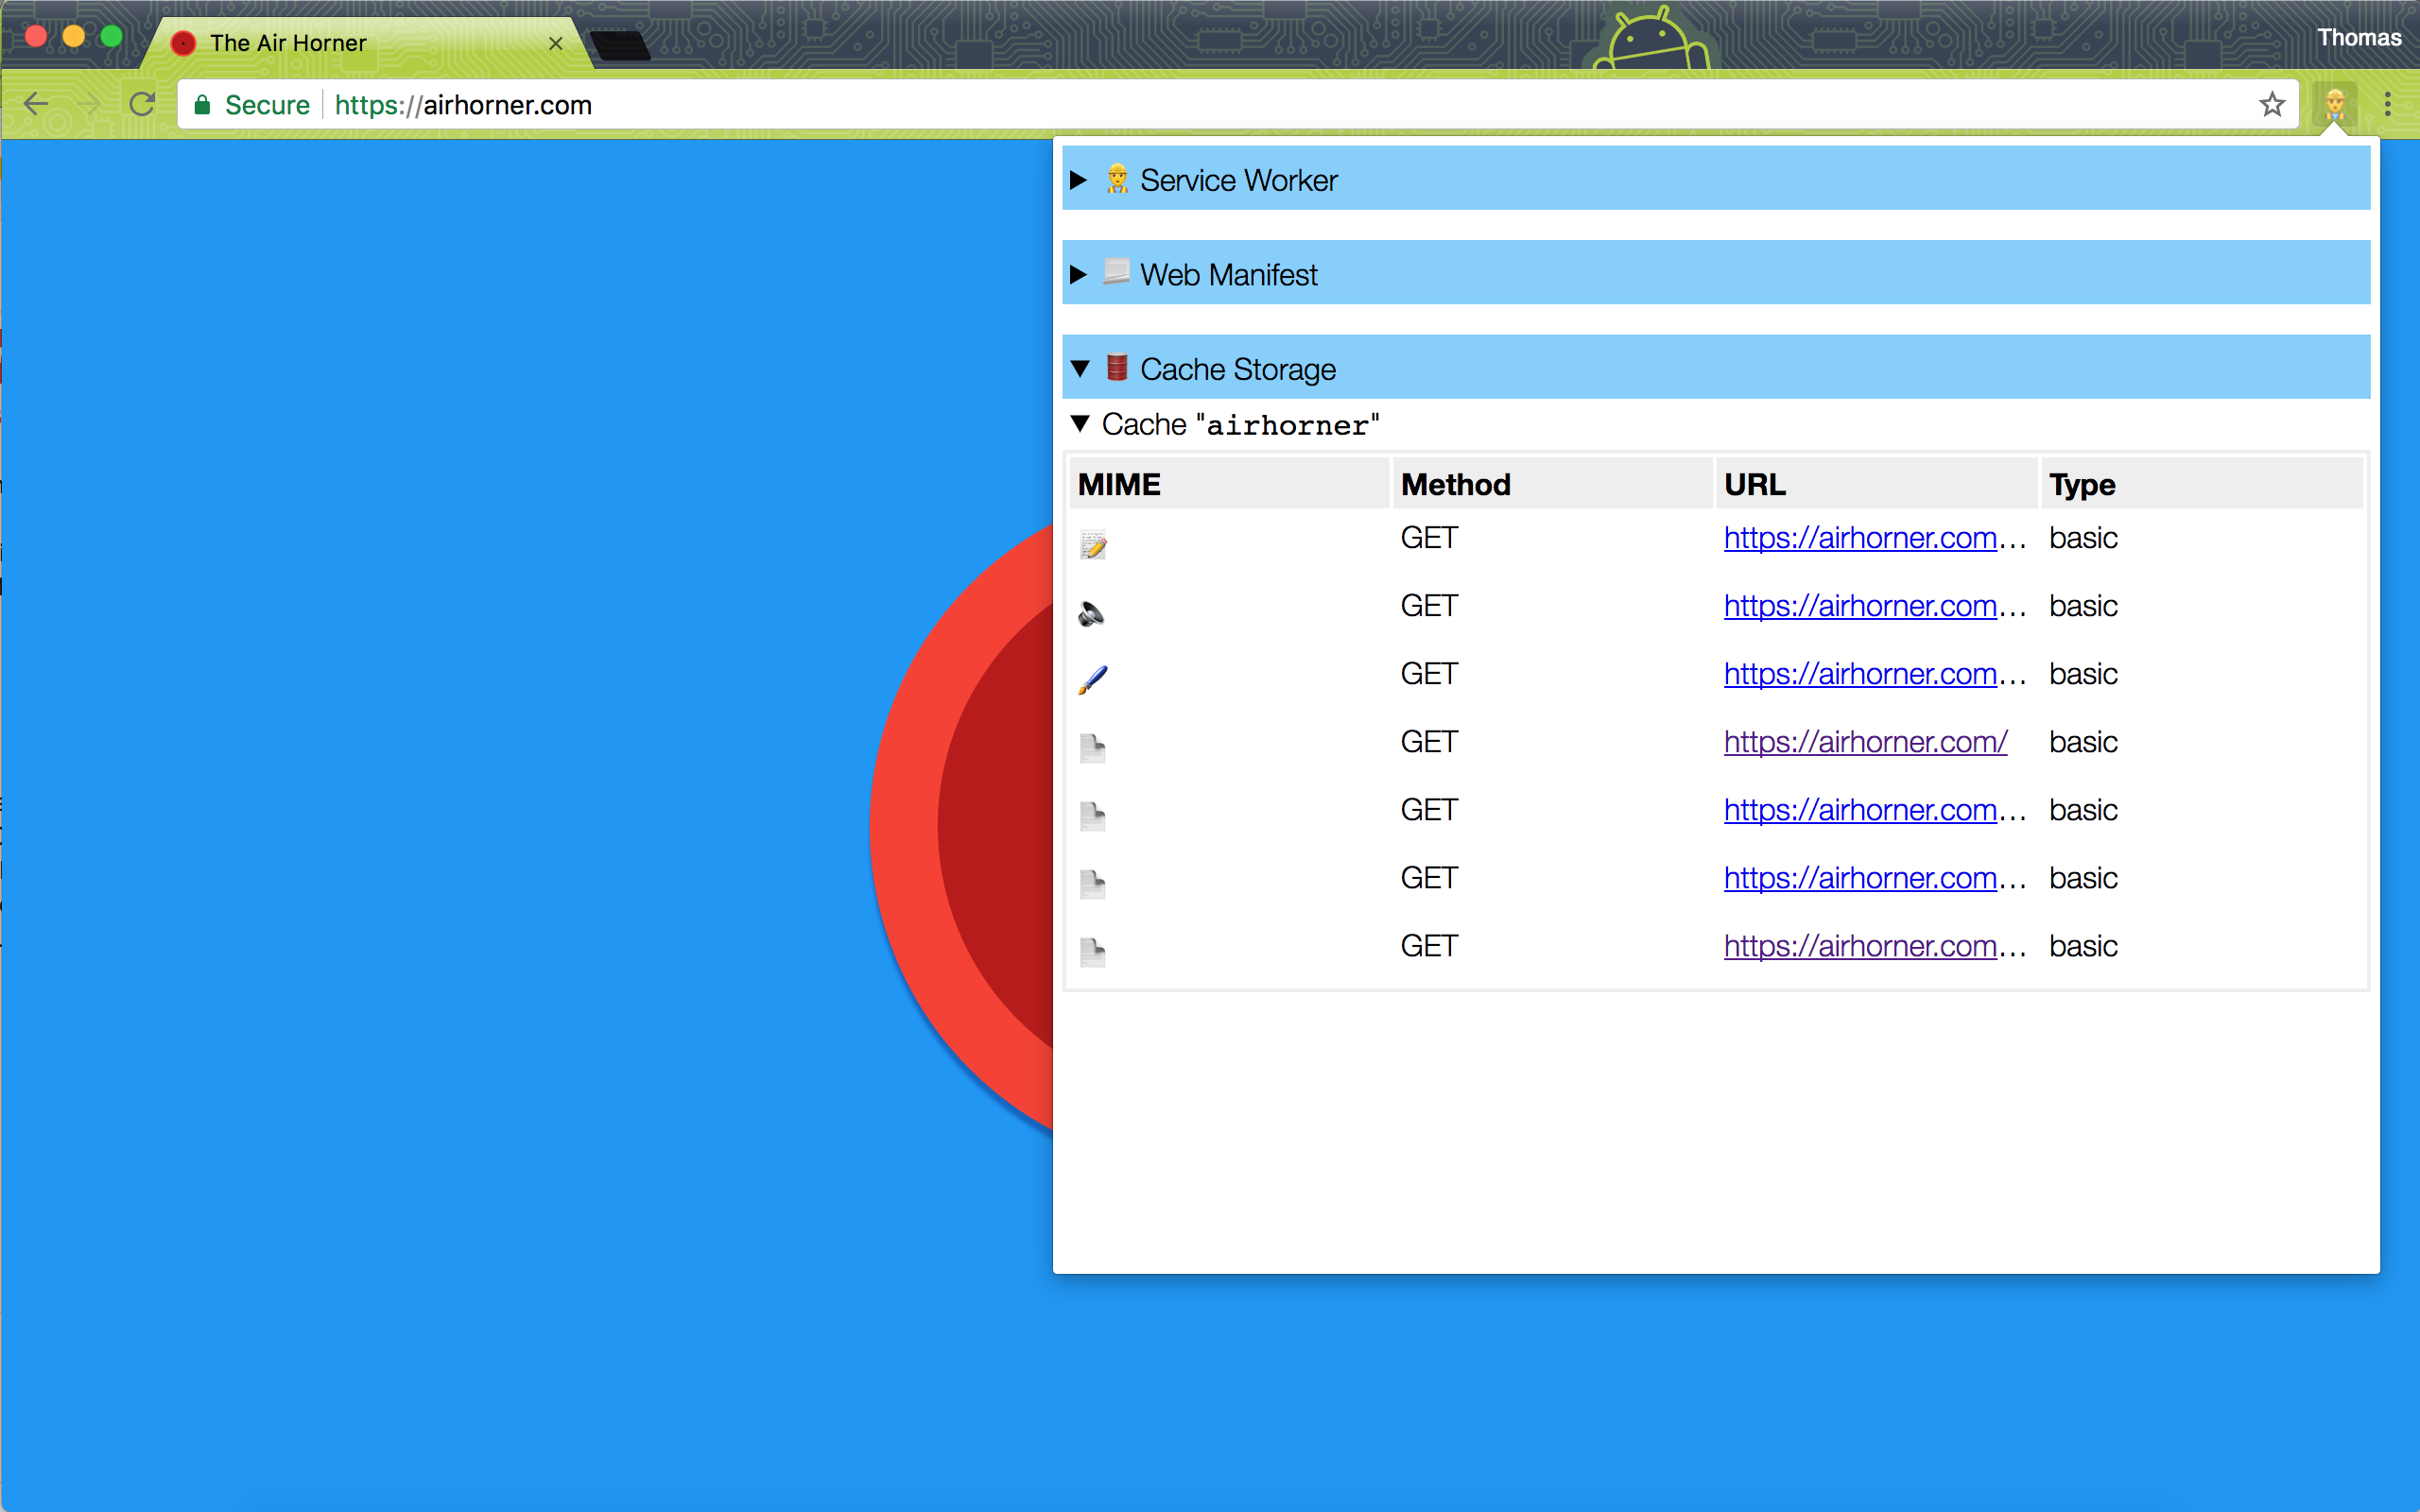 The Air Horner
Thomas
Secure https://airhorner.com
Service Worker
Web Manifest
Cache Storage
Cache "airhorner"
MIME Method URL Type
GET https://airhorner.com… basic
GET https://airhorner.com… basic
GET https://airhorner.com… basic
GET https://airhorner.com/ basic
GET https://airhorner.com… basic
GET https://airhorner.com… basic
GET https://airhorner.com… basic